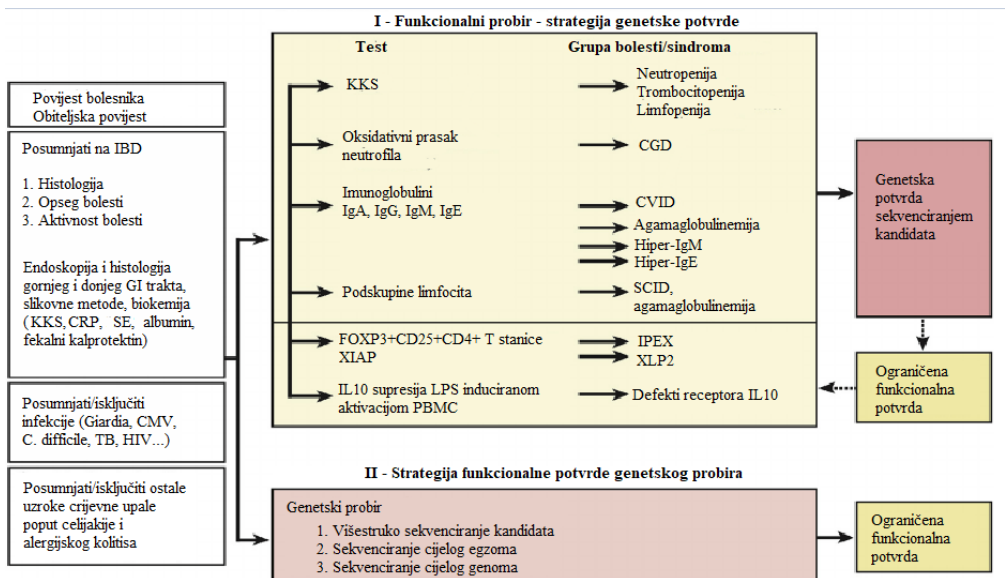 I - Funkcionalni probir - strategija genetske potvrde
Test
Grupa bolesti/sindroma
KKS
Neutropenija
Trombocitopenija
Limfopenija
Oksidativni prasak
neutrofila
CGD
Imunoglobulini
IgA, IgG, IgM, IgE
CVID
Agamaglobulinemija
Hiper-IgM
Hiper-IgE
Podskupine limfocita
SCID,
agamaglobulinemija
FOXP3+CD25+CD4+ T stanice
XIAP
IPEX
XLP2
IL10 supresija LPS induciranom
aktivacijom PBMC
Defekti receptora IL10
Povijest bolesnika
Obiteljska povijest
Posumnjati na IBD
1. Histologija
2. Opseg bolesti
3. Aktivnost bolesti
Endoskopija i histologija
gornjeg i donjeg GI trakta,
slikovne metode, biokemija
(KKS, CRP, SE, albumin,
fekalni kalprotektin)
Posumnjati/isključiti
infekcije (Giardia, CMV,
C. difficile, TB, HIV...)
Posumnjati/isključiti ostale
uzroke crijevne upale
poput celijakije i
alergijskog kolitisa
Genetska
potvrda
sekvenciranjem
kandidata
Ograničena
funkcionalna
potvrda
II - Strategija funkcionalne potvrde genetskog probira
Genetski probir
1. Višestruko sekvenciranje kandidata
2. Sekvenciranje cijelog egzoma
3. Sekvenciranje cijelog genoma
Ograničena
funkcionalna
potvrda